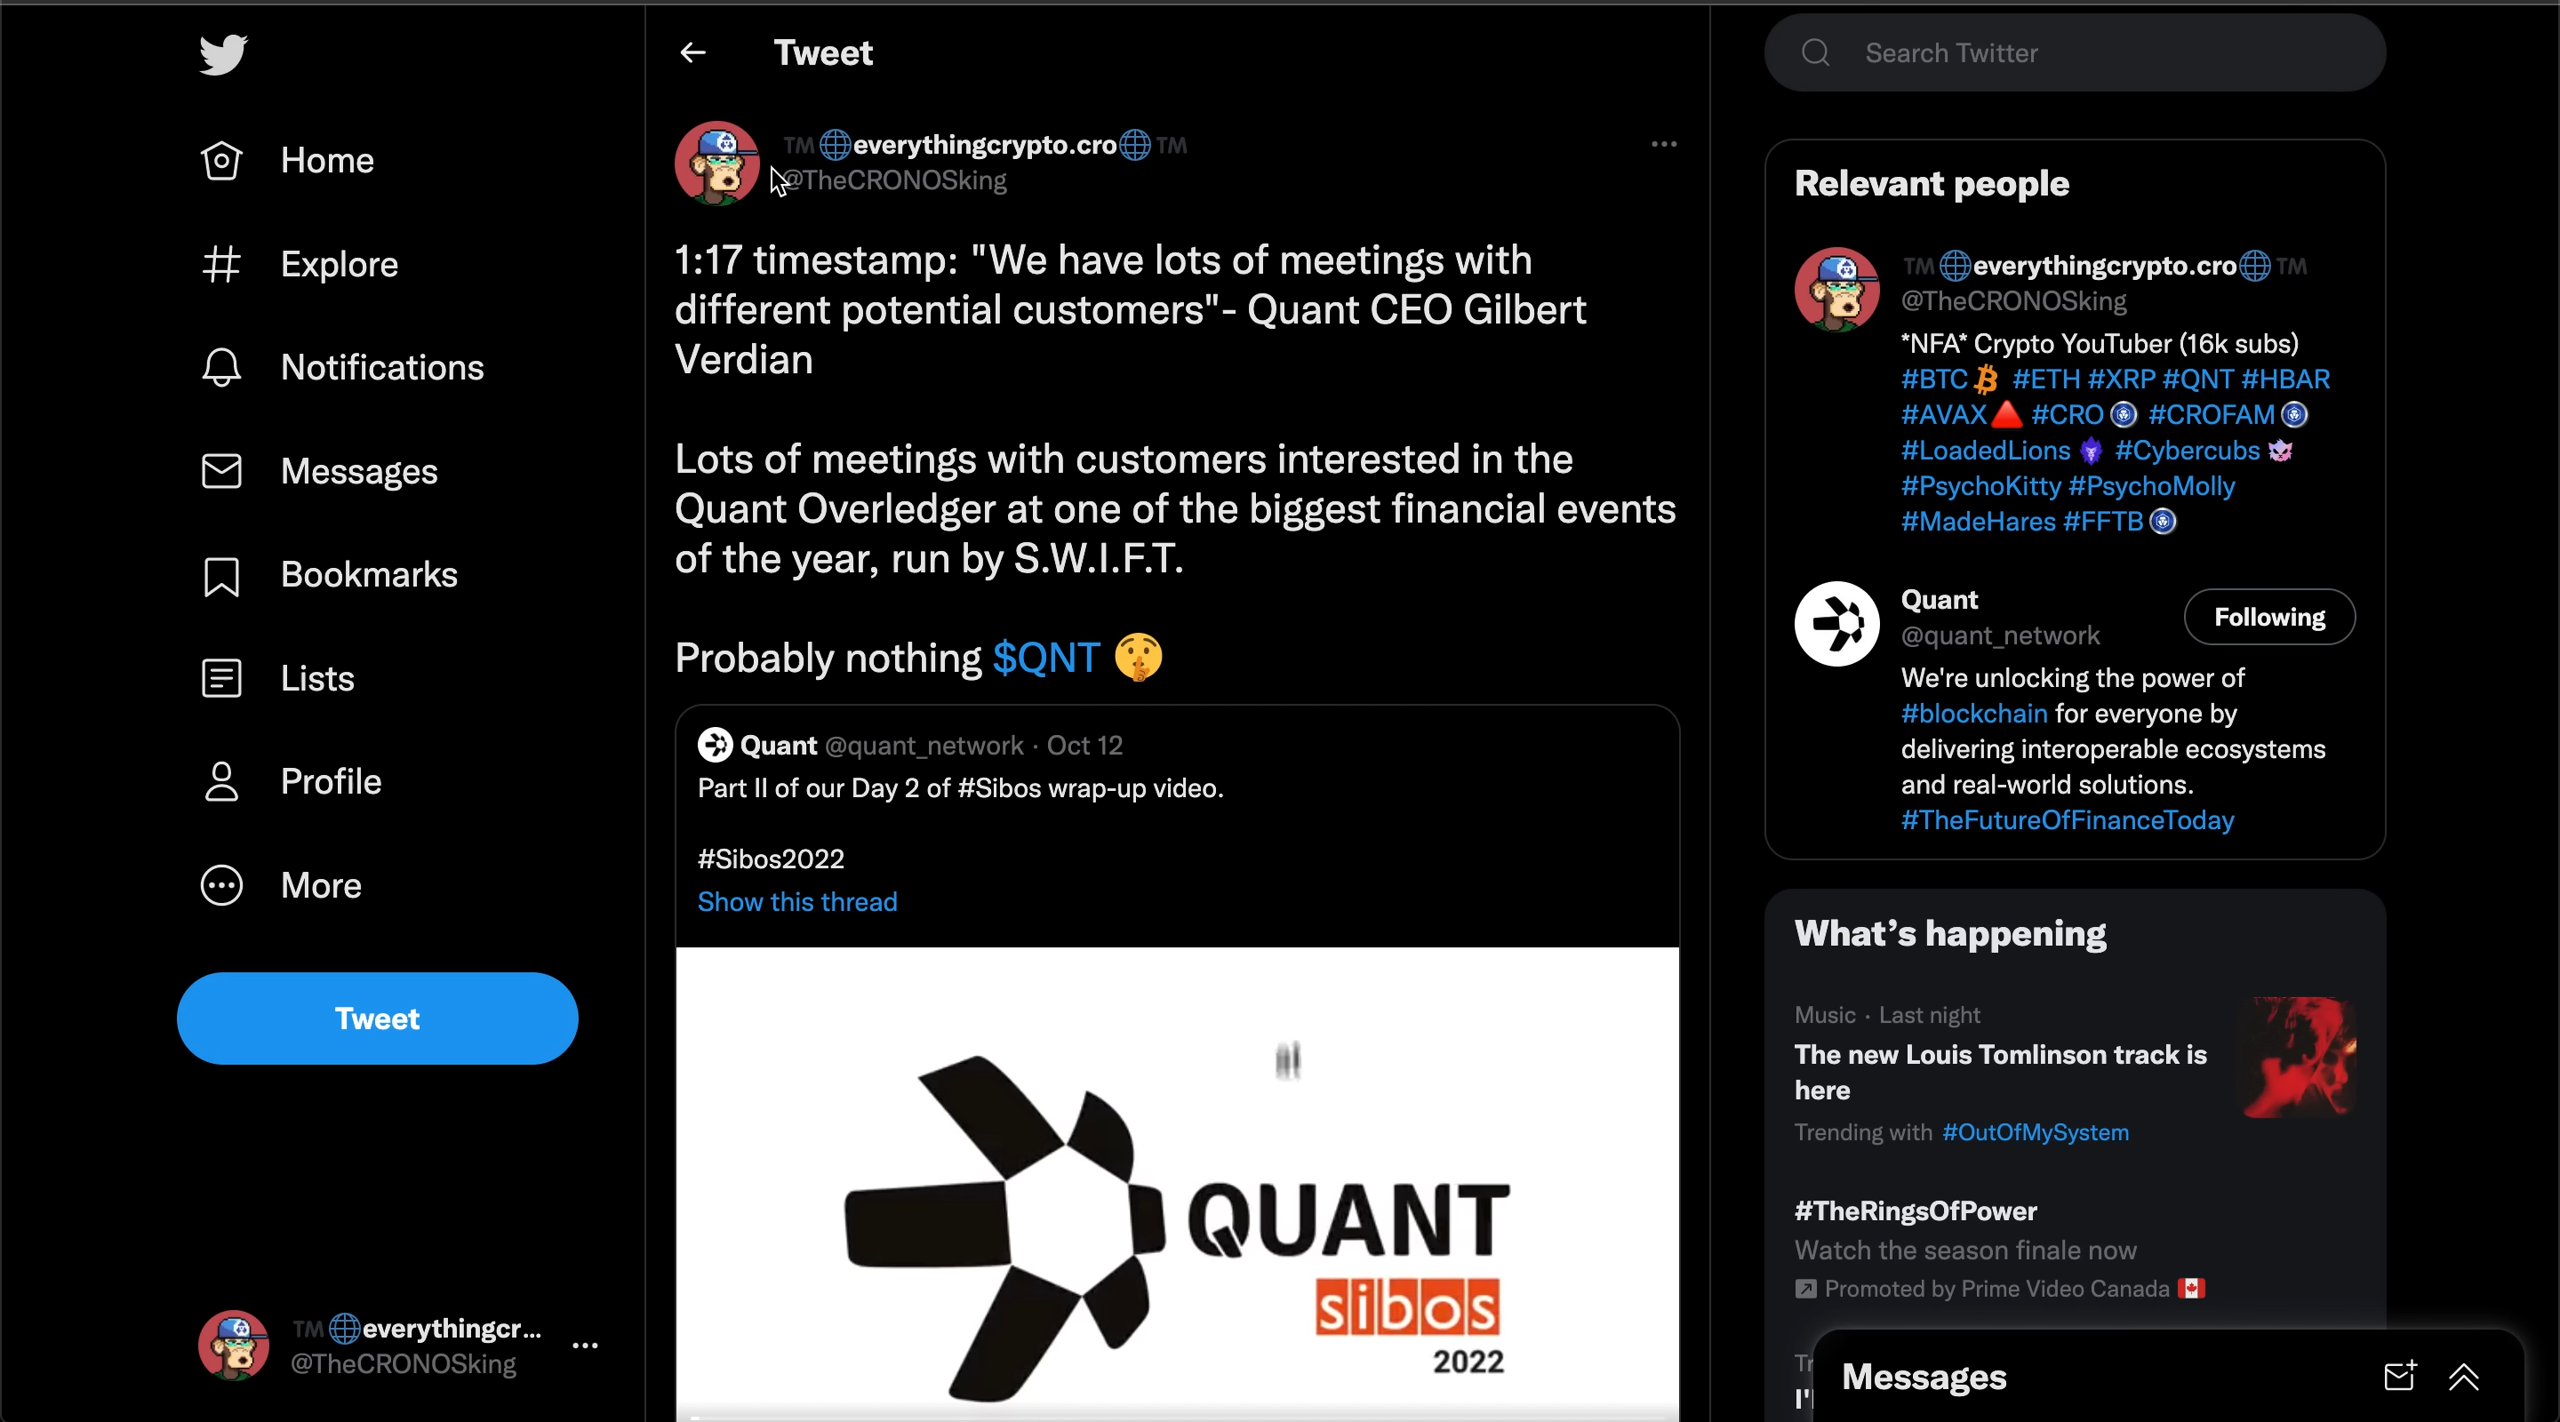 Home
Explore
Notifications
Messages
Bookmarks
Lists
Profile
More
Tweet
TM🌐everythingcr...
@TheCRONOSking
Tweet
TM🌐everythingcrypto.cro🌐TM
@TheCRONOSking
1:17 timestamp: "We have lots of meetings with
different potential customers"- Quant CEO Gilbert
Verdian
Lots of meetings with customers interested in the
Quant Overledger at one of the biggest financial events
of the year, run by S.W.I.F.T.
Probably nothing $QNT 🤫
Quant @quant_network · Oct 12
Part II of our Day 2 of #Sibos wrap-up video.
#Sibos2022
Show this thread
QUANT
sibos
2022
Search Twitter
Relevant people
TM🌐everythingcrypto.cro🌐TM
@TheCRONOSking
*NFA* Crypto YouTuber (16k subs)
#BTC #ETH #XRP #QNT #HBAR
#AVAX🔺 #CRO #CROFAM
#LoadedLions #Cybercubs
#PsychoKitty #PsychoMolly
#MadeHares #FFTB
Quant
@quant_network
Following
We're unlocking the power of
#blockchain for everyone by
delivering interoperable ecosystems
and real-world solutions.
#TheFutureOfFinanceToday
What's happening
Music · Last night
The new Louis Tomlinson track is
here
Trending with #OutOfMySystem
#TheRingsOfPower
Watch the season finale now
Promoted by Prime Video Canada 🇨🇦
Messages